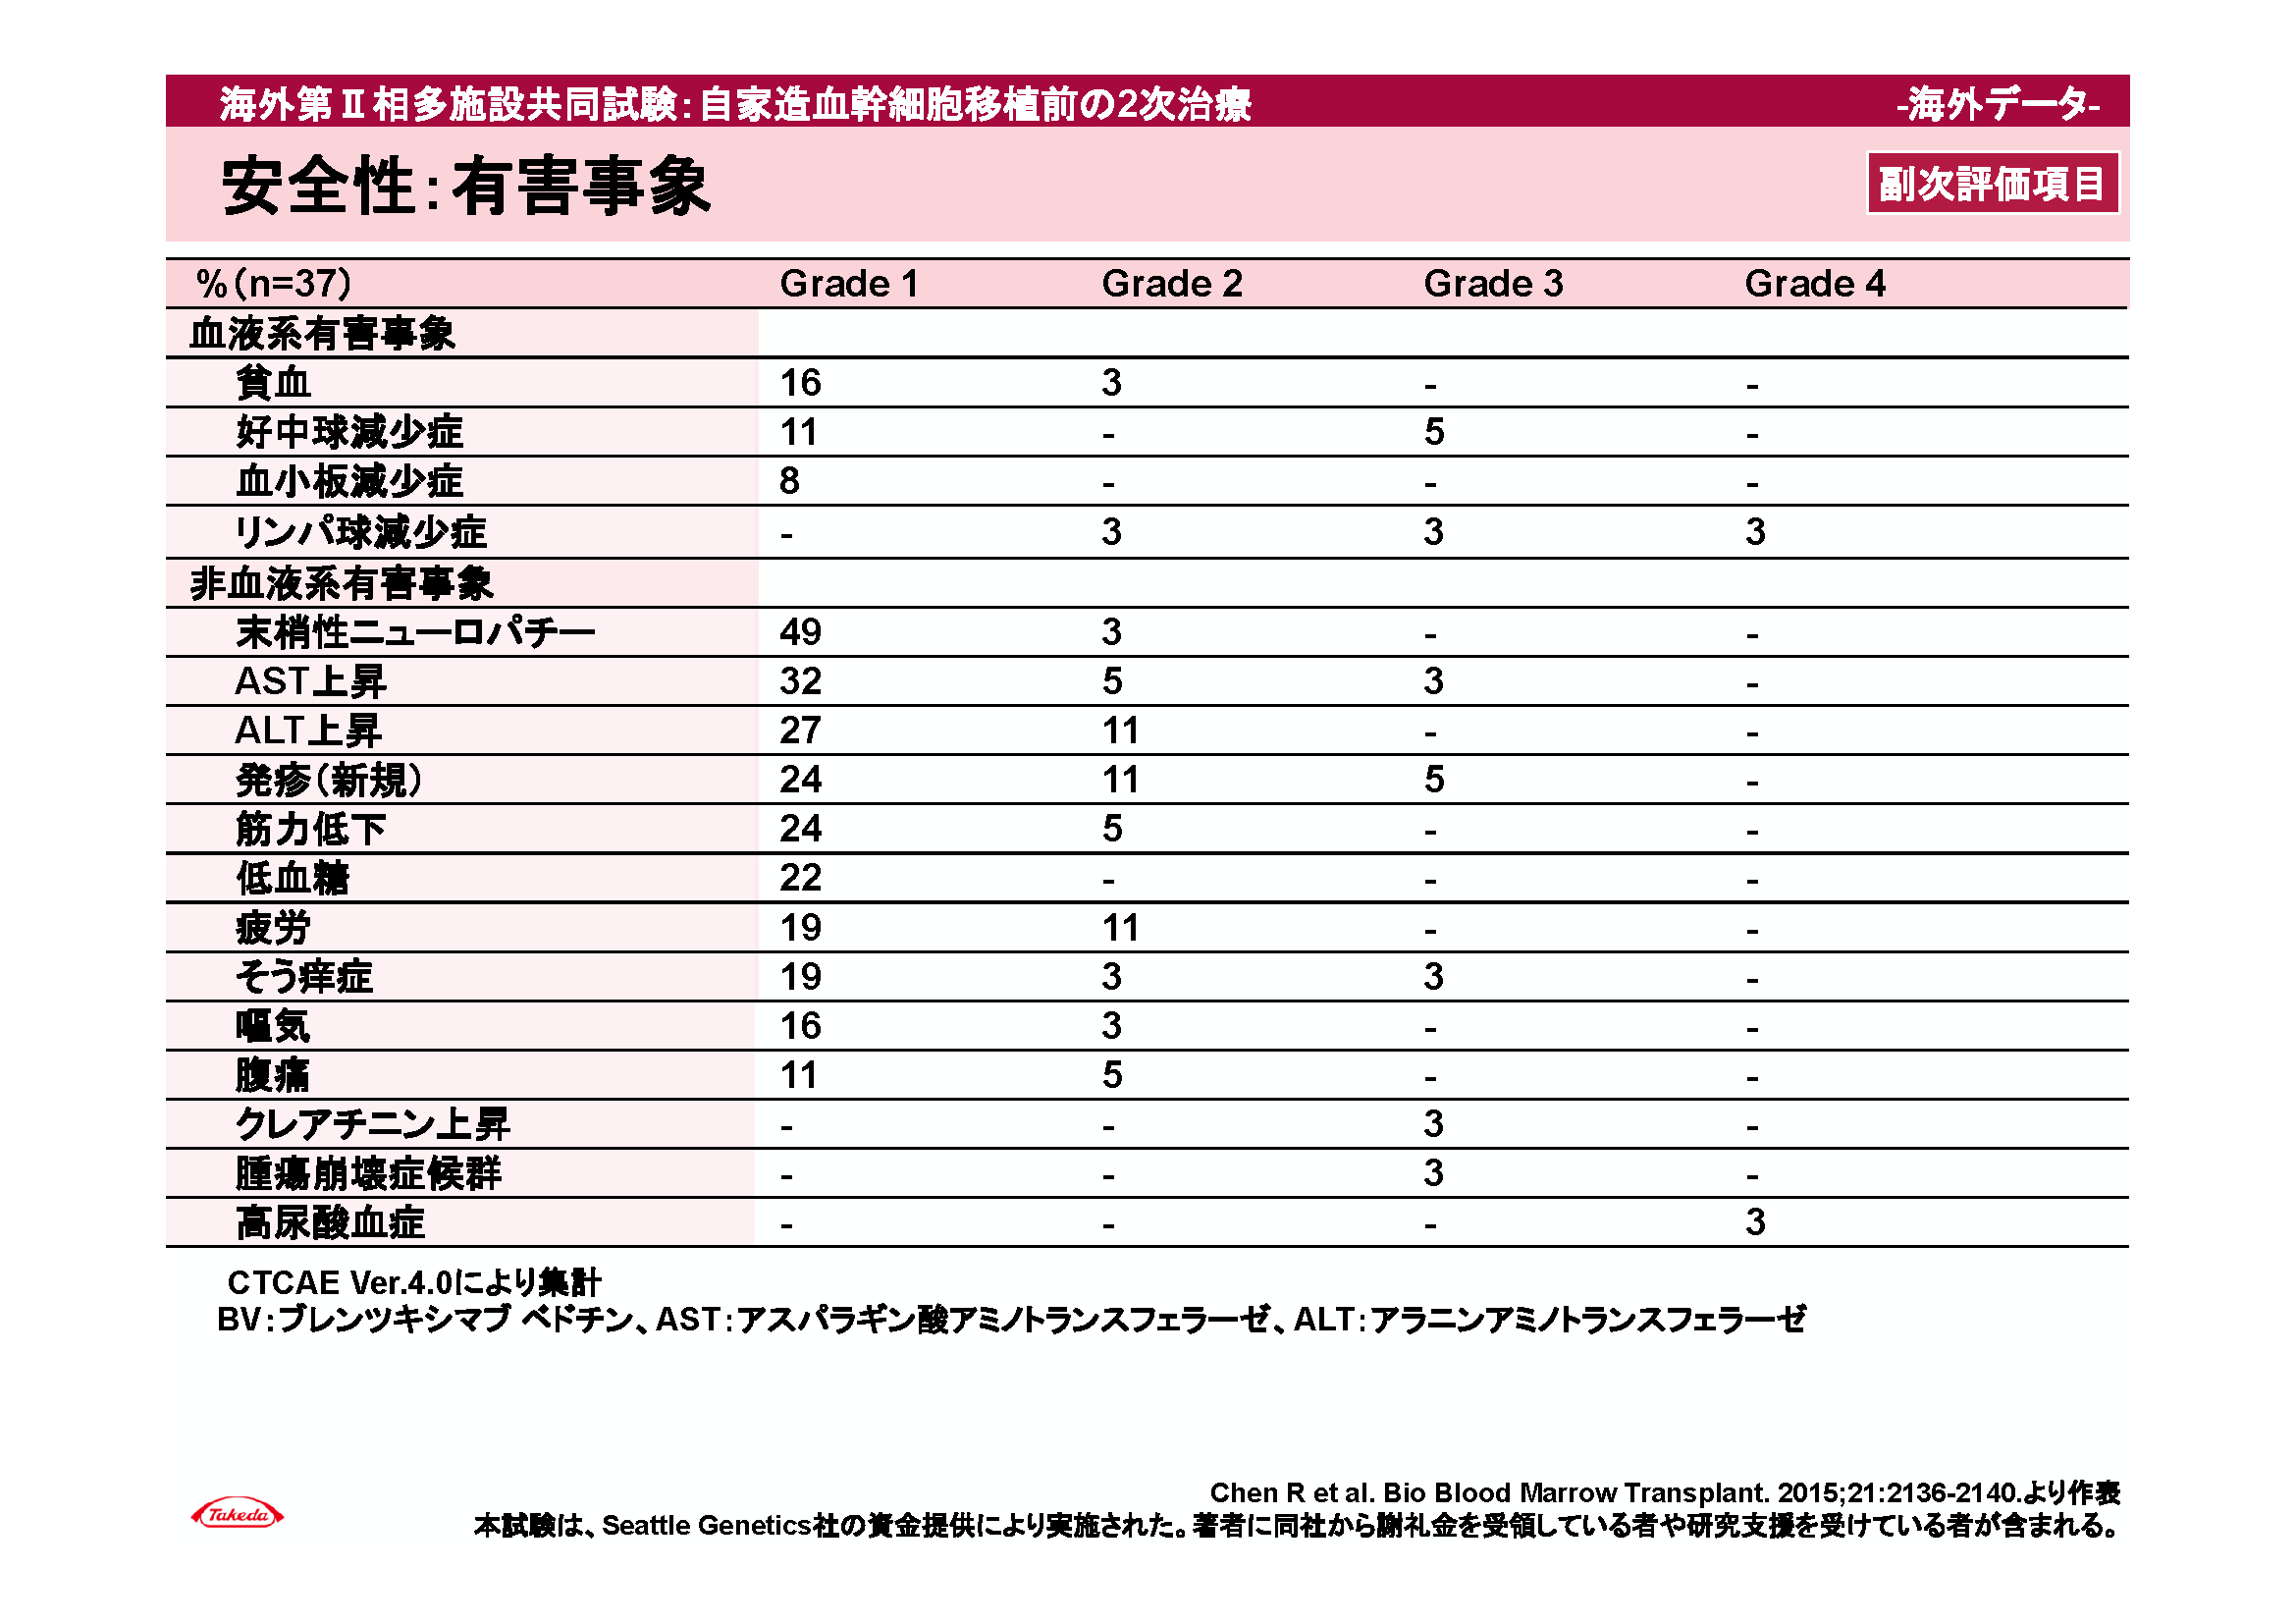 海外第Ⅱ相多施設共同試験：自家造血幹細胞移植前の2次治療 -海外データ-
安全性：有害事象 副次評価項目
%（n=37） Grade 1 Grade 2 Grade 3 Grade 4
血液系有害事象
貧血 16 3 - -
好中球減少症 11 - 5 -
血小板減少症 8 - - -
リンパ球減少症 - 3 3 3
非血液系有害事象
末梢性ニューロパチー 49 3 - -
AST上昇 32 5 3 -
ALT上昇 27 11 - -
発疹（新規） 24 11 5 -
筋力低下 24 5 - -
低血糖 22 - - -
疲労 19 11 - -
そう痒症 19 3 3 -
嘔気 16 3 - -
腹痛 11 5 - -
クレアチニン上昇 - - 3 -
腫瘍崩壊症候群 - - 3 -
高尿酸血症 - - - 3
CTCAE Ver.4.0により集計
BV：ブレンツキシマブ ベドチン、AST：アスパラギン酸アミノトランスフェラーゼ、ALT：アラニンアミノトランスフェラーゼ
Chen R et al. Bio Blood Marrow Transplant. 2015;21:2136-2140.より作表
Takeda 本試験は、Seattle Genetics社の資金提供により実施された。著者に同社から謝礼金を受領している者や研究支援を受けている者が含まれる。